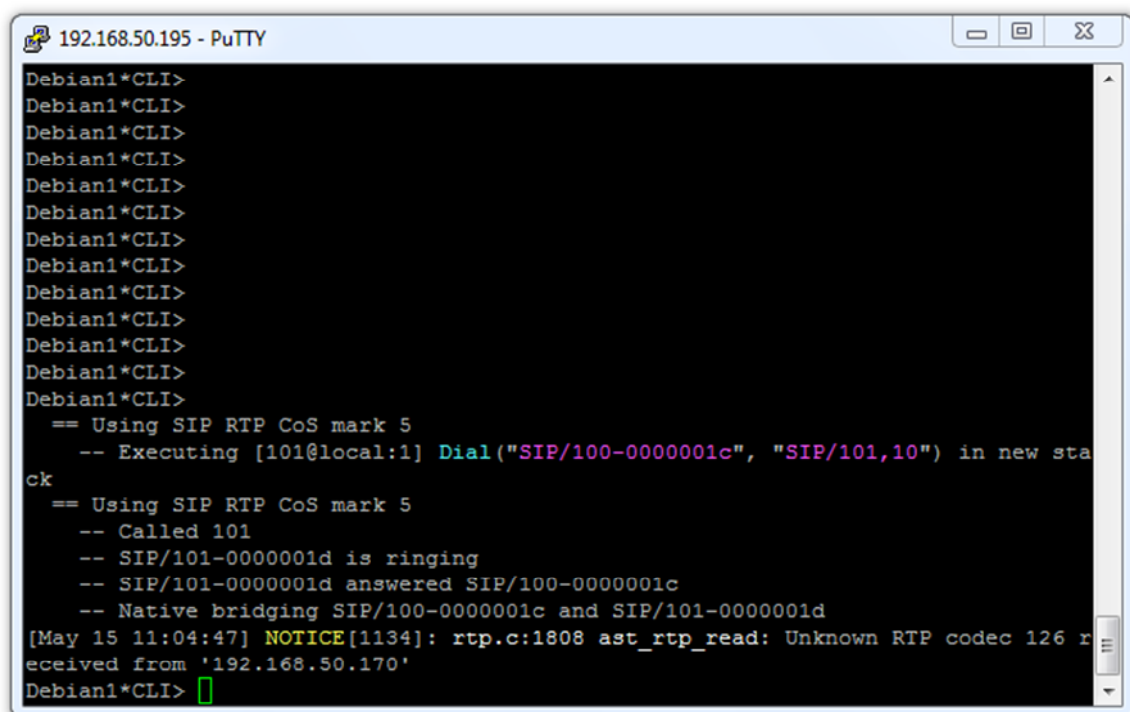 192.168.50.195 - PuTTY
Debian1*CLI>
Debian1*CLI>
Debian1*CLI>
Debian1*CLI>
Debian1*CLI>
Debian1*CLI>
Debian1*CLI>
Debian1*CLI>
Debian1*CLI>
Debian1*CLI>
Debian1*CLI>
Debian1*CLI>
Debian1*CLI>
  == Using SIP RTP CoS mark 5
    -- Executing [101@local:1] Dial("SIP/100-0000001c", "SIP/101,10") in new sta
ck
  == Using SIP RTP CoS mark 5
    -- Called 101
    -- SIP/101-0000001d is ringing
    -- SIP/101-0000001d answered SIP/100-0000001c
    -- Native bridging SIP/100-0000001c and SIP/101-0000001d
[May 15 11:04:47] NOTICE[1134]: rtp.c:1808 ast_rtp_read: Unknown RTP codec 126 r
eceived from '192.168.50.170'
Debian1*CLI>